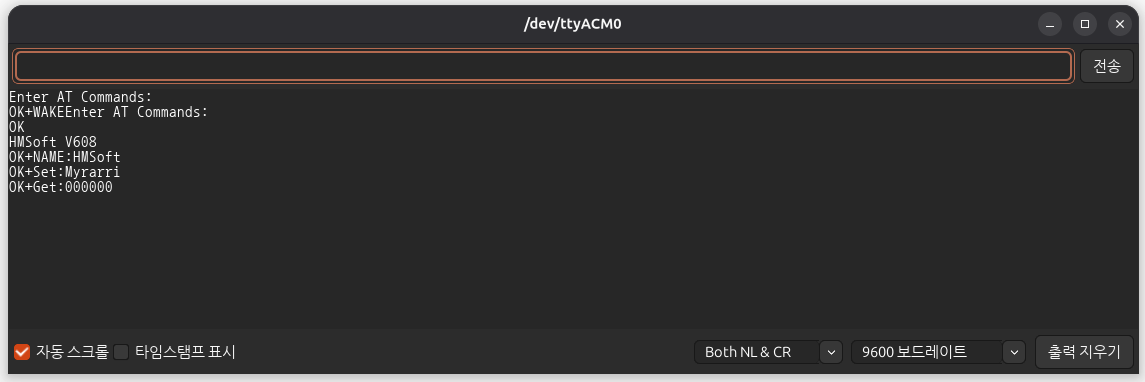 /dev/ttyACM0
전송
Enter AT Commands:
OK+WAKEEnter AT Commands:
OK
HMSoft V608
OK+NAME:HMSoft
OK+Set:Myrarri
OK+Get:000000
자동 스크롤 타임스탬프 표시 Both NL & CR 9600 보드레이트 출력 지우기